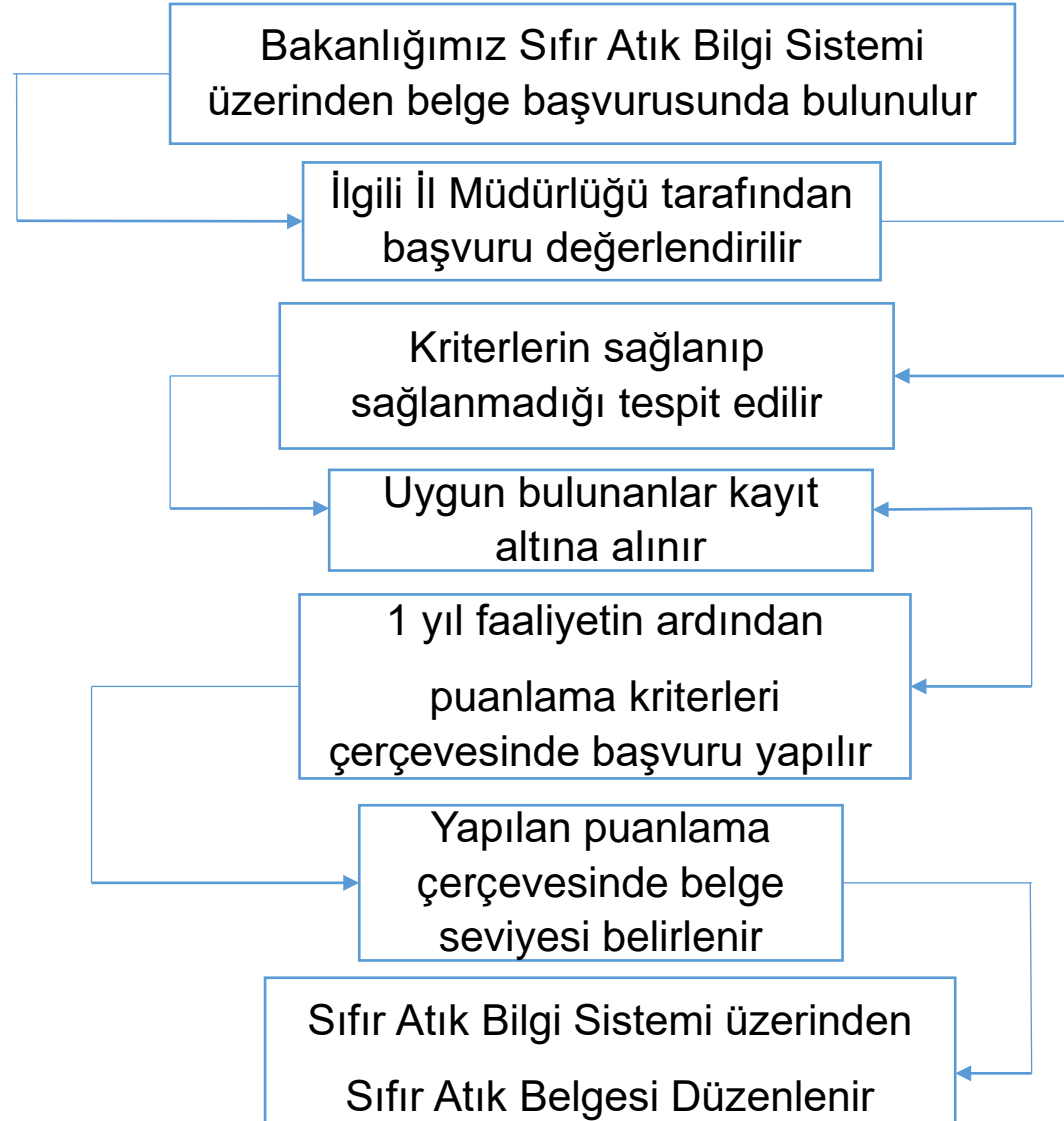 Bakanlığımız Sıfır Atık Bilgi Sistemi
üzerinden belge başvurusunda bulunulur
İlgili İl Müdürlüğü tarafından
başvuru değerlendirilir
Kriterlerin sağlanıp
sağlanmadığı tespit edilir
Uygun bulunanlar kayıt
altına alınır
1 yıl faaliyetin ardından
puanlama kriterleri
çerçevesinde başvuru yapılır
Yapılan puanlama
çerçevesinde belge
seviyesi belirlenir
Sıfır Atık Bilgi Sistemi üzerinden
Sıfır Atık Belgesi Düzenlenir